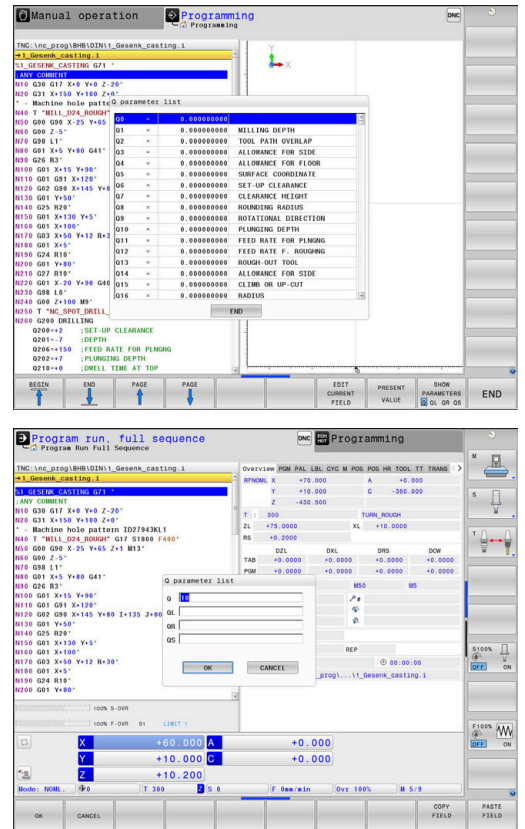 Manual operation
Programming
Programming
DNC
TNC:\nc_prog\BHB\DIN\1_Gesenk_casting.i
→1_Gesenk_casting.i
%1_GESENK_CASTING G71 *
;ANY COMMENT
N10 G30 G17 X+0 Y+0 Z-20*
N20 G31 X+150 Y+100 Z+0*
* - Machine hole patte
N40 T "MILL_D24_ROUGH"
N50 G00 G90 X-25 Y+65
N60 G00 Z-5*
N70 G98 L1*
N80 G01 X+5 Y+80 G41*
N90 G26 R3*
N100 G01 X+15 Y+90*
N110 G01 G91 X+120*
N120 G02 G90 X+145 Y+8
N130 G01 Y+50*
N140 G25 R20*
N150 G01 X+130 Y+5*
N160 G01 X+100*
N170 G03 X+50 Y+12 R+3
N180 G01 X+5*
N190 G24 R10*
N200 G01 Y+80*
N210 G27 R10*
N220 G01 X-20 Y+90 G40
N230 G98 L0*
N240 G00 Z+100 M9*
N250 T "NC_SPOT_DRILL_
N260 G200 DRILLING
Q200=+2 ;SET-UP CLEARANCE
Q201=-7 ;DEPTH
Q206=+150 ;FEED RATE FOR PLNGNG
Q202=+7 ;PLUNGING DEPTH
Q210=+0 ;DWELL TIME AT TOP
Y
X
Q parameter list
Q0 = 0.000000000
Q1 = 0.000000000 MILLING DEPTH
Q2 = 0.000000000 TOOL PATH OVERLAP
Q3 = 0.000000000 ALLOWANCE FOR SIDE
Q4 = 0.000000000 ALLOWANCE FOR FLOOR
Q5 = 0.000000000 SURFACE COORDINATE
Q6 = 0.000000000 SET-UP CLEARANCE
Q7 = 0.000000000 CLEARANCE HEIGHT
Q8 = 0.000000000 ROUNDING RADIUS
Q9 = 0.000000000 ROTATIONAL DIRECTION
Q10 = 0.000000000 PLUNGING DEPTH
Q11 = 0.000000000 FEED RATE FOR PLNGNG
Q12 = 0.000000000 FEED RATE F. ROUGHNG
Q13 = 0.000000000 ROUGH-OUT TOOL
Q14 = 0.000000000 ALLOWANCE FOR SIDE
Q15 = 0.000000000 CLIMB OR UP-CUT
Q16 = 0.000000000 RADIUS
END
BEGIN
END
PAGE
PAGE
EDIT CURRENT FIELD
PRESENT VALUE
SHOW PARAMETERS Q QL QR QS
END
Program run, full sequence
Program Run Full Sequence
DNC
Programming
TNC:\nc_prog\BHB\DIN\1_Gesenk_casting.i
→1_Gesenk_casting.i
%1_GESENK_CASTING G71 *
;ANY COMMENT
N10 G30 G17 X+0 Y+0 Z-20*
N20 G31 X+150 Y+100 Z+0*
* - Machine hole pattern ID27943KL1
N40 T "MILL_D24_ROUGH" G17 S1800 F400*
N50 G00 G90 X-25 Y+65 Z+1 M13*
N60 G00 Z-5*
N70 G98 L1*
N80 G01 X+5 Y+80 G41*
N90 G26 R3*
N100 G01 X+15 Y+90*
N110 G01 G91 X+120*
N120 G02 G90 X+145 Y+80 I+135 J+80
N130 G01 Y+50*
N140 G25 R20*
N150 G01 X+130 Y+5*
N160 G01 X+100*
N170 G03 X+50 Y+12 R+30*
N180 G01 X+5*
N190 G24 R10*
N200 G01 Y+80*
Overview PGM PAL LBL CYC M POS POS HR TOOL TT TRANS
RFNOML X +70.000 A +0.000
Y +10.000 C -360.000
Z -430.500
T : 300 TURN_ROUGH
ZL +75.0000 XL +10.0000
RS +0.2000
DZL DXL DRS DCW
TAB +0.0000 +0.0000 +0.0000 +0.0000
PGM +0.0000 +0.0000 +0.0000 +0.0000
M50 M5
REP
00:00:00
_prog\...\1_Gesenk_casting.i
Q parameter list
Q 10
QL
QR
QS
OK CANCEL
100% S-OVR
100% F-OVR S1 LIMIT 1
X +60.000 A +0.000
Y +10.000 C +0.000
Z +10.200
Mode: NOML. 0 T 300 Z S 0 F 0mm/min Ovr 100% M 5/9
M
S
T
S100%
OFF ON
F100%
OFF ON
OK
CANCEL
COPY FIELD
PASTE FIELD